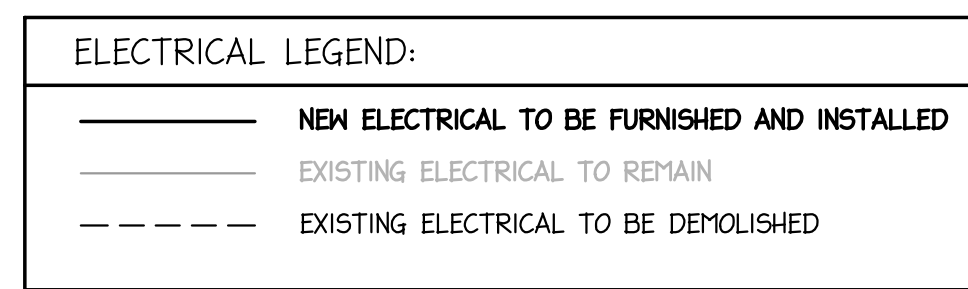 ELECTRICAL LEGEND:
NEW ELECTRICAL TO BE FURNISHED AND INSTALLED
EXISTING ELECTRICAL TO REMAIN
EXISTING ELECTRICAL TO BE DEMOLISHED